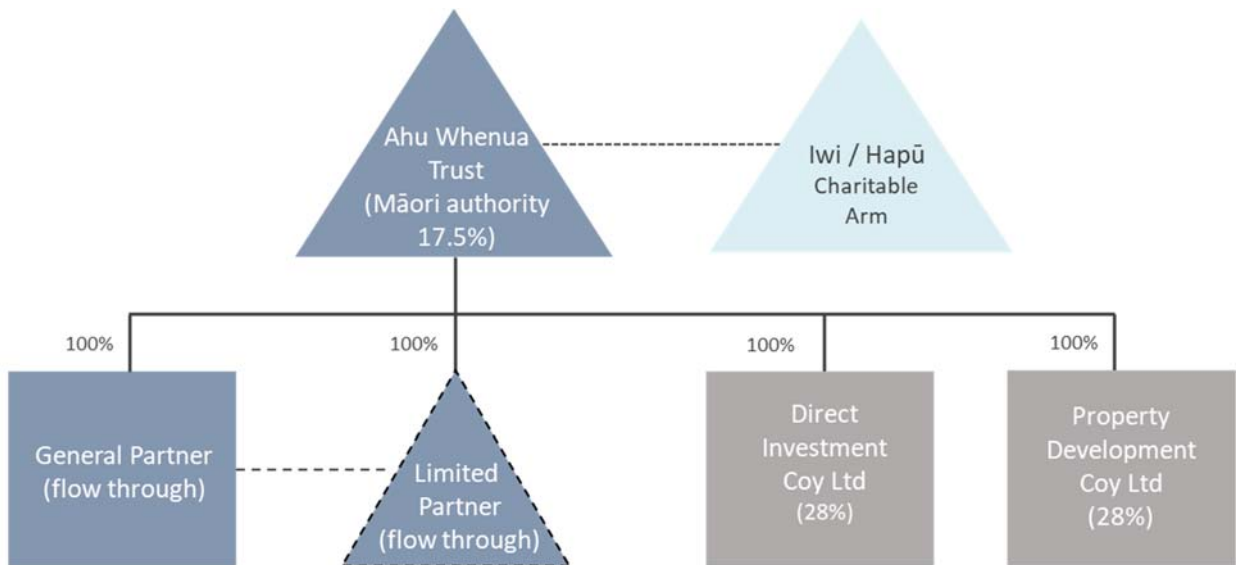 Ahu Whenua
Trust
(Māori authority
17.5%)
Iwi / Hapū
Charitable
Arm
100%
100%
100%
100%
General Partner
(flow through)
Limited
Partner
(flow through)
Direct
Investment
Coy Ltd
(28%)
Property
Development
Coy Ltd
(28%)